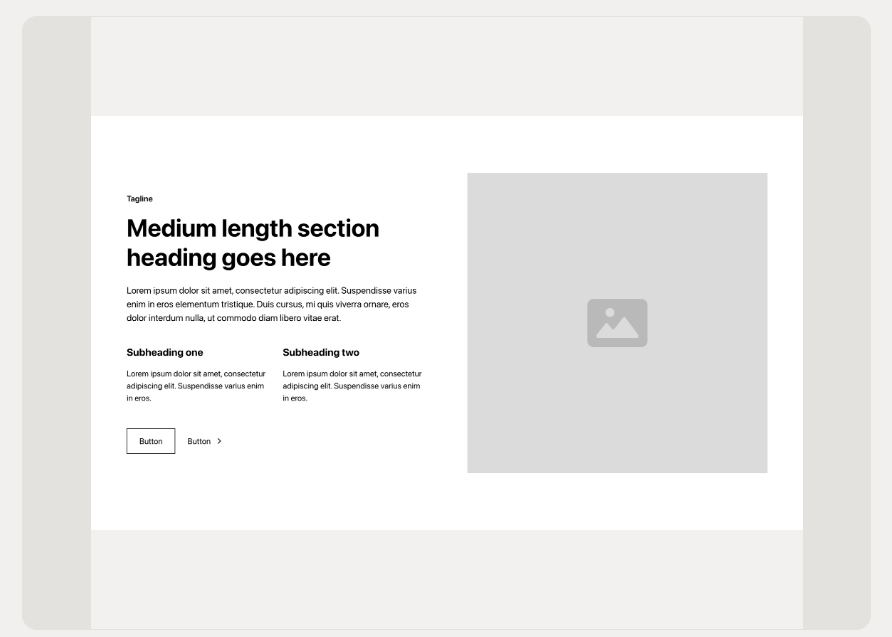 Tagline
Medium length section
heading goes here
Lorem ipsum dolor sit amet, consectetur adipiscing elit. Suspendisse varius
enim in eros elementum tristique. Duis cursus, mi quis viverra ornare, eros
dolor interdum nulla, ut commodo diam libero vitae erat.
Subheading one
Lorem ipsum dolor sit amet, consectetur
adipiscing elit. Suspendisse varius enim
in eros.
Subheading two
Lorem ipsum dolor sit amet, consectetur
adipiscing elit. Suspendisse varius enim
in eros.
Button
Button